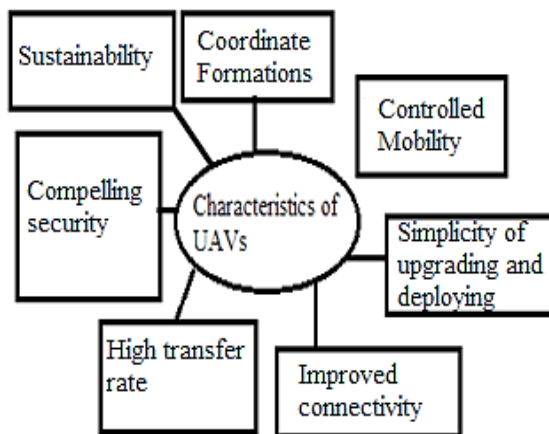 Sustainability
Coordinate
Formations
Controlled
Mobility
Compelling
security
Characteristics of
UAVs
Simplicity of
upgrading and
deploying
High transfer
rate
Improved
connectivity